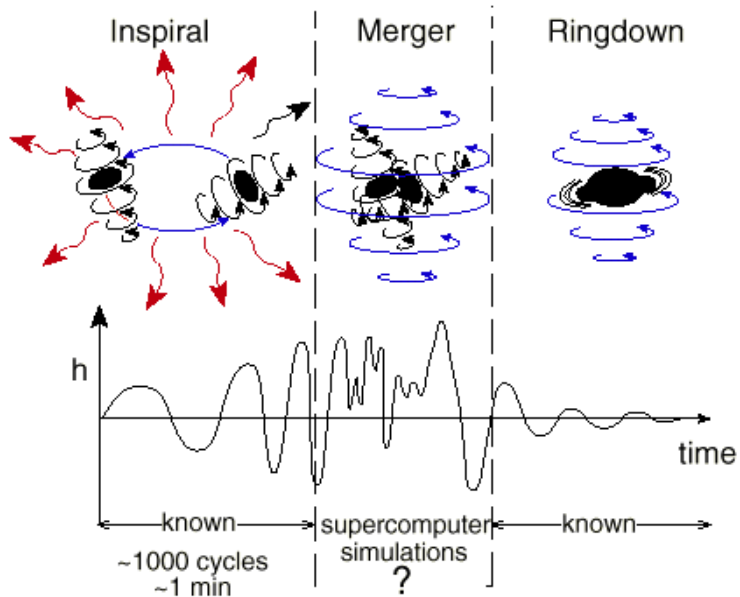 Inspiral
Merger
Ringdown
h
time
known
supercomputer
known
simulations
~1000 cycles
~1 min
?